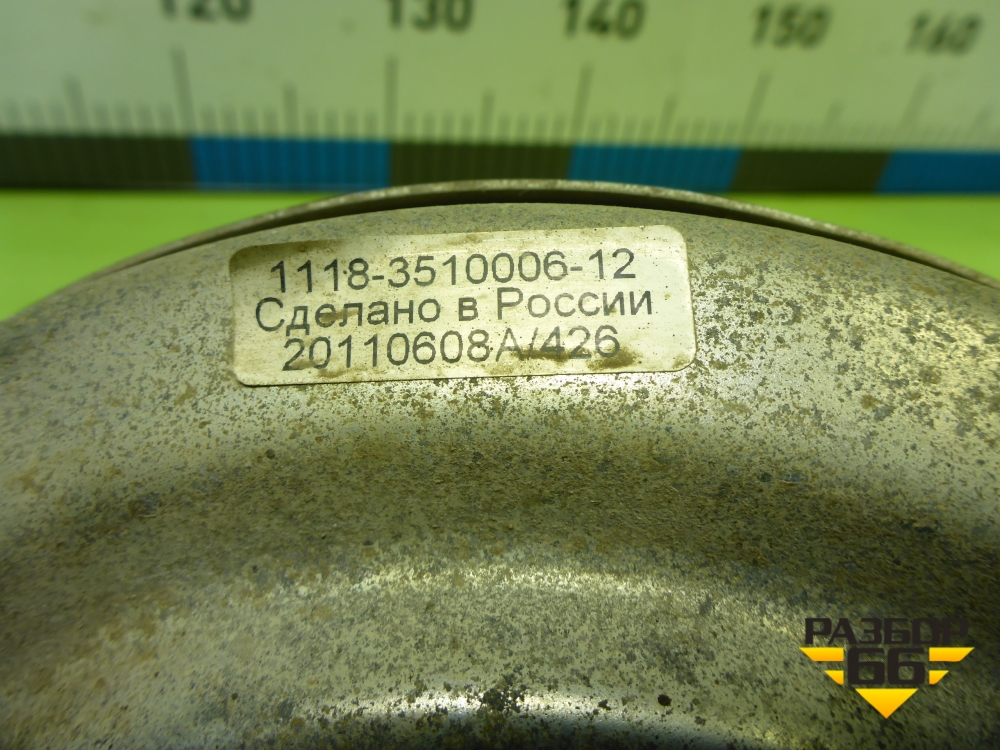 120 130 140 150 160
1118-3510006-12
Сделано в России
20110608A/426
РАЗБОР
66